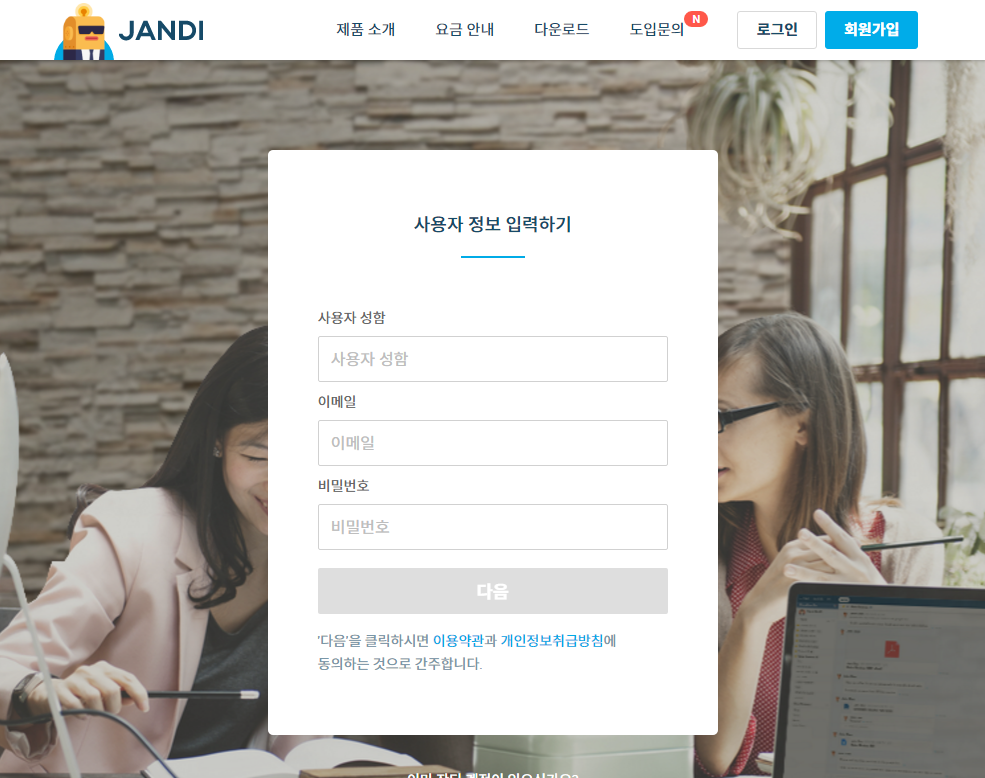 JANDI
제품 소개
요금 안내
다운로드
도입문의
N
로그인
회원가입
사용자 정보 입력하기
사용자 성함
사용자 성함
이메일
이메일
비밀번호
비밀번호
다음
'다음'을 클릭하시면 이용약관과 개인정보취급방침에
동의하는 것으로 간주합니다.